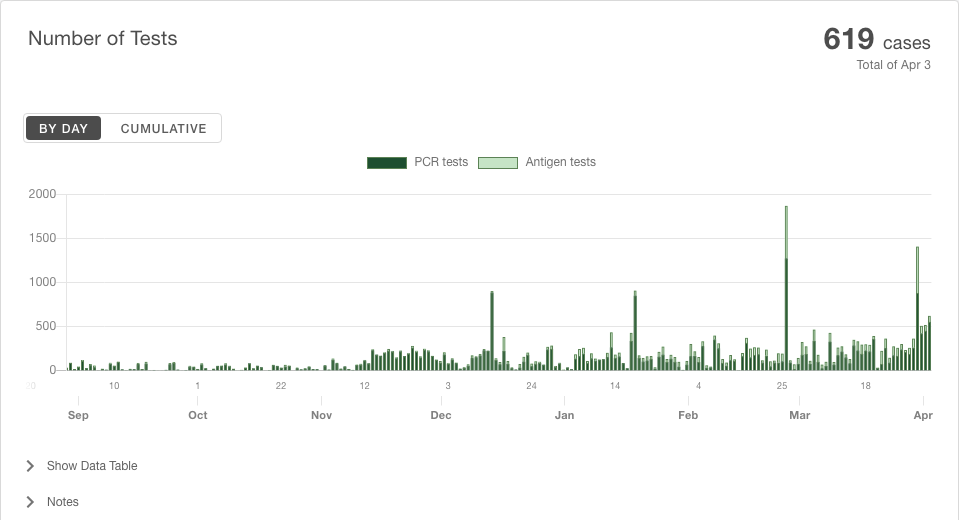 Number of Tests
619 cases
Total of Apr 3
BY DAY CUMULATIVE
PCR tests Antigen tests
2000
1500
1000
500
0
10 1 22 12 3 24 14 4 25 18
Sep Oct Nov Dec Jan Feb Mar Apr
Show Data Table
Notes